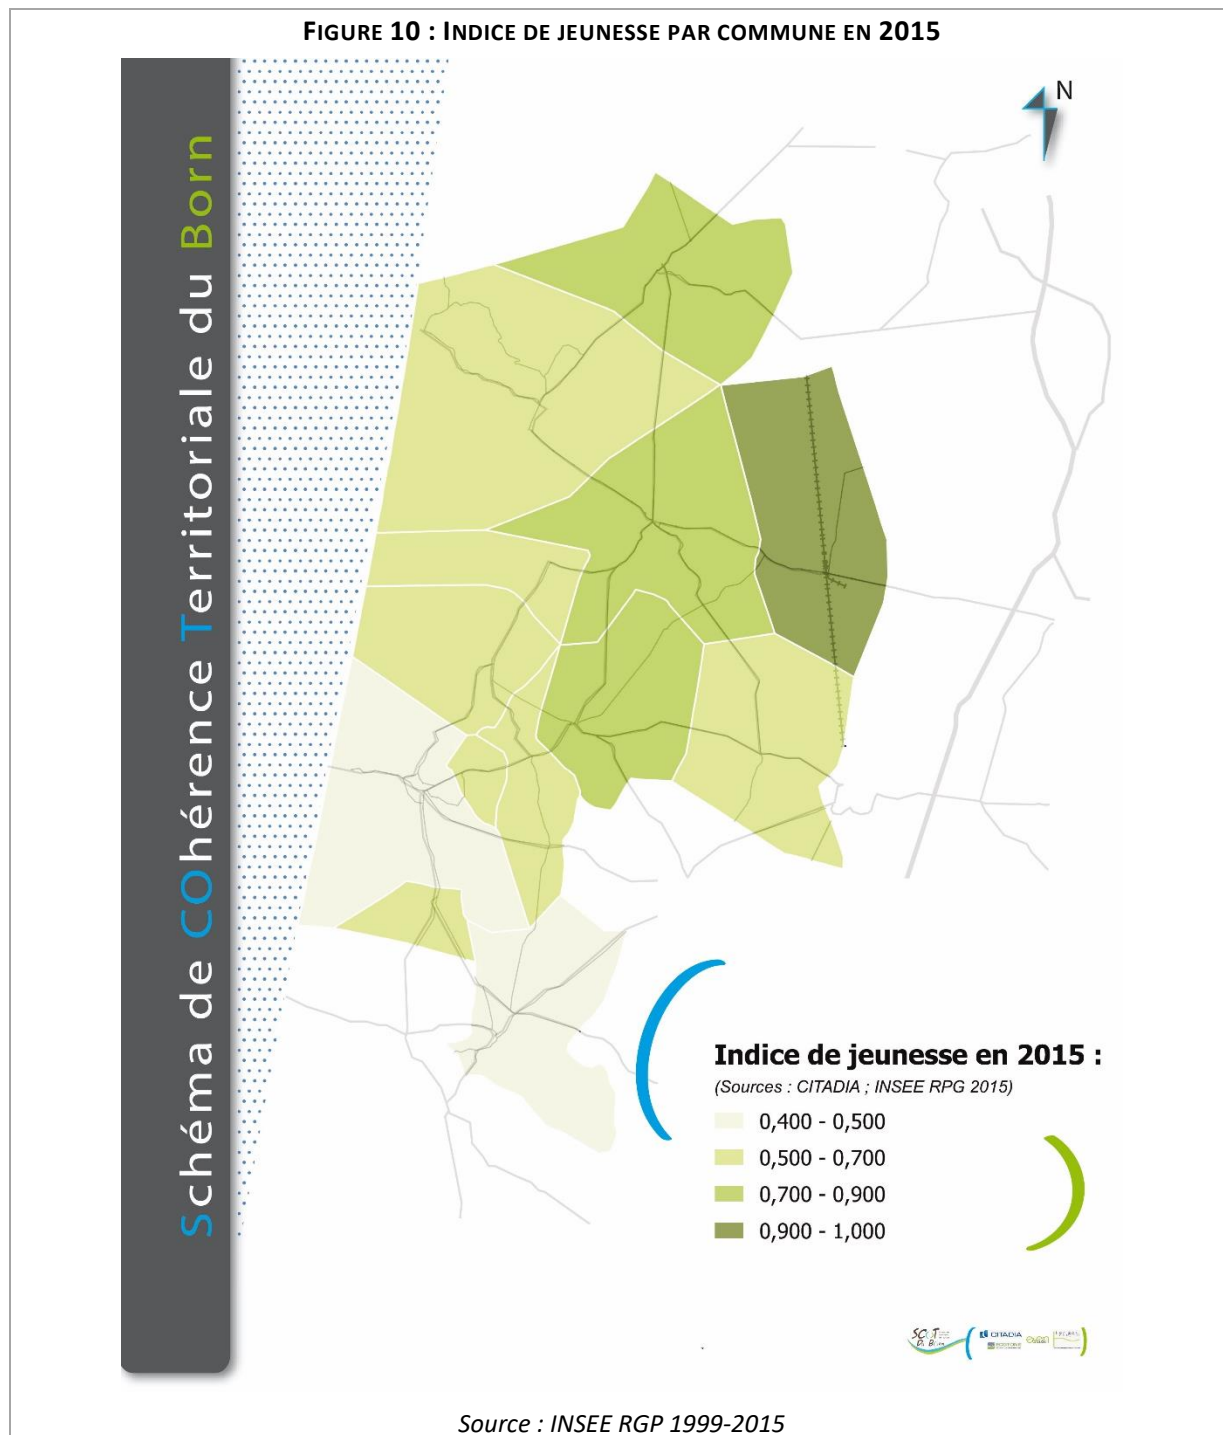 FIGURE 10 : INDICE DE JEUNESSE PAR COMMUNE EN 2015
Schéma de COhérence Territoriale du Born
N
Indice de jeunesse en 2015 :
(Sources : CITADIA ; INSEE RPG 2015)
0,400 - 0,500
0,500 - 0,700
0,700 - 0,900
0,900 - 1,000
SCOT
CITADIA
even
Source : INSEE RGP 1999-2015